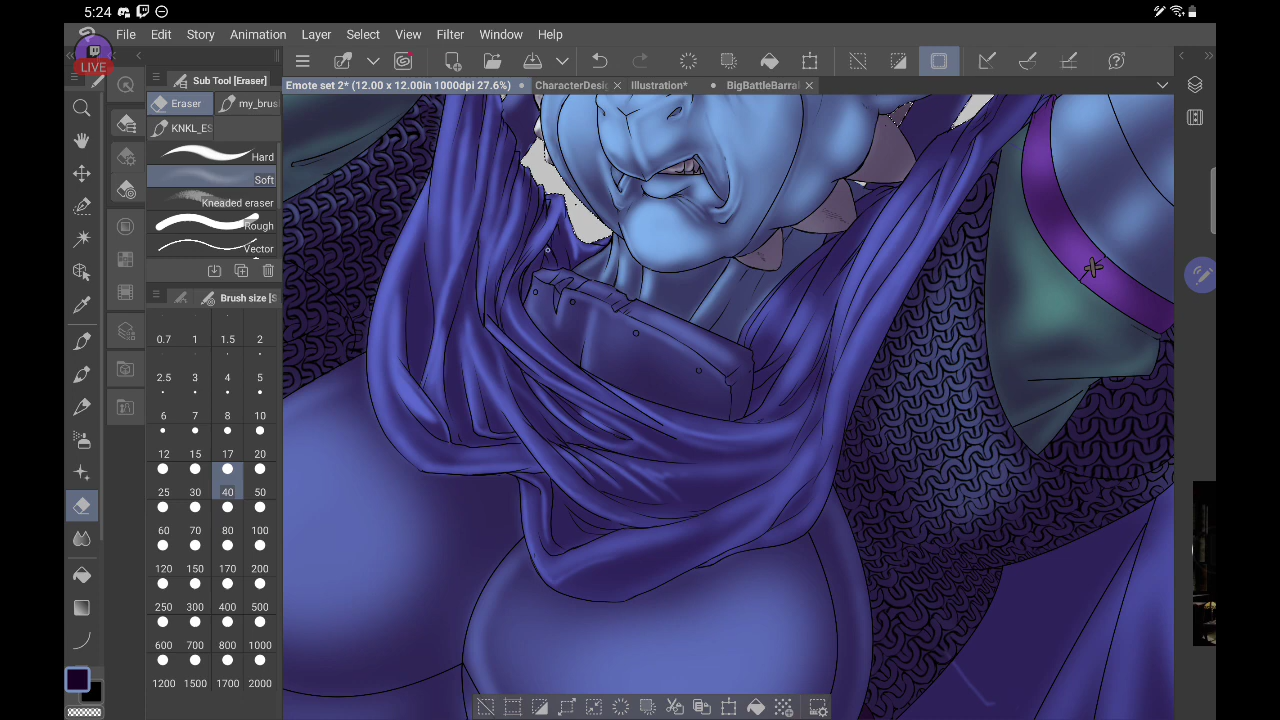 5:24
File Edit Story Animation Layer Select View Filter Window Help
LIVE
Sub Tool [Eraser]
Emote set 2* (12.00 x 12.00in 1000dpi 27.6%)
CharacterDesig
Illustration*
BigBattleBarral
Eraser
my_brus
KNKL_ES
Hard
Soft
Kneaded eraser
Rough
Vector
Brush size [S
0.7 1 1.5 2
2.5 3 4 5
6 7 8 10
12 15 17 20
25 30 40 50
60 70 80 100
120 150 170 200
250 300 400 500
600 700 800 1000
1200 1500 1700 2000